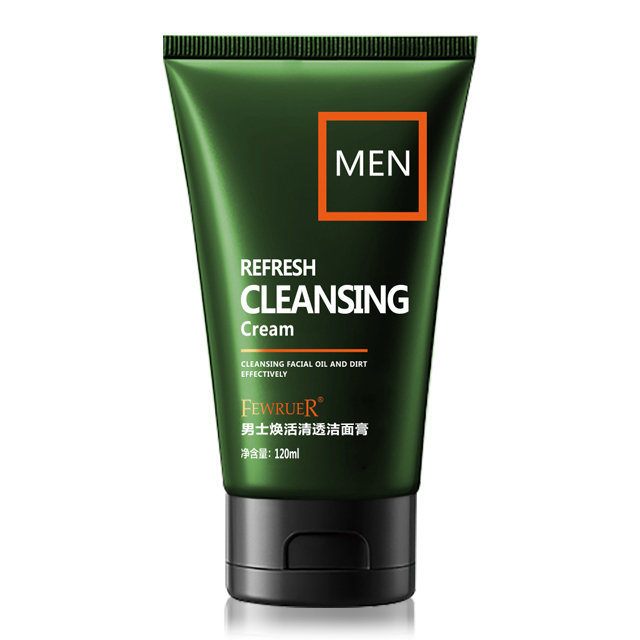 MEN
REFRESH
CLEANSING
Cream
CLEANSING FACIAL OIL AND DIRT
EFFECTIVELY
FEWRUER®
男士焕活清透洁面膏
净含量：120ml